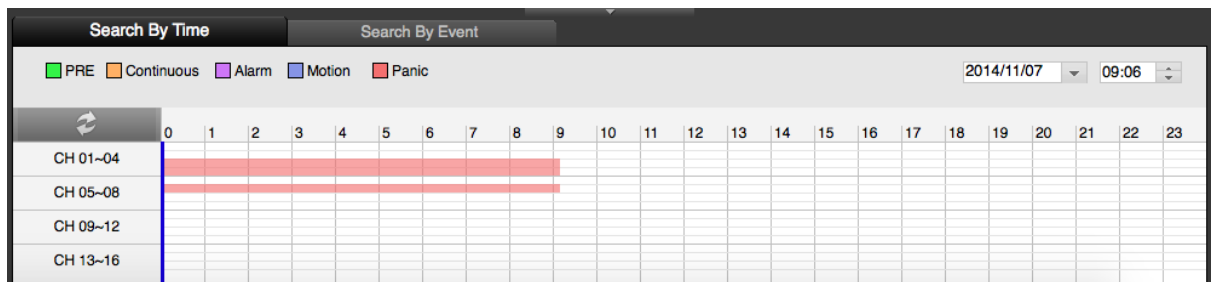 Search By Time Search By Event
PRE Continuous Alarm Motion Panic 2014/11/07 09:06
0 1 2 3 4 5 6 7 8 9 10 11 12 13 14 15 16 17 18 19 20 21 22 23
CH 01~04
CH 05~08
CH 09~12
CH 13~16